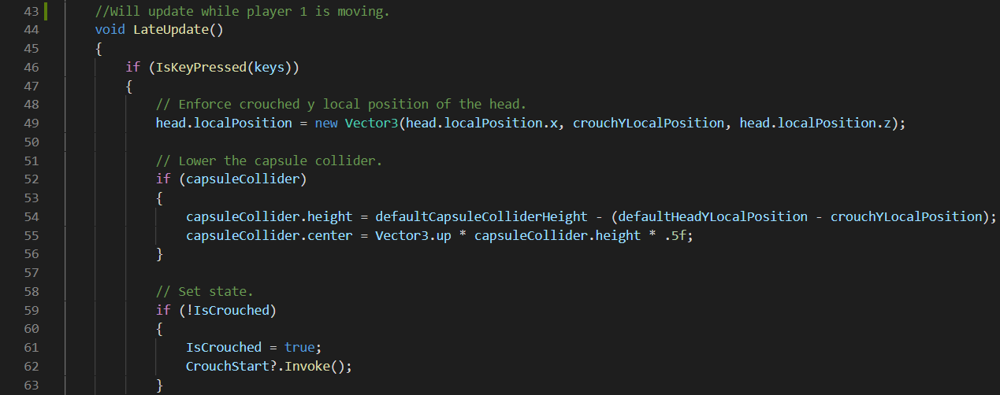 43 //Will update while player 1 is moving.
44 void LateUpdate()
45 {
46 if (IsKeyPressed(keys))
47 {
48 // Enforce crouched y local position of the head.
49 head.localPosition = new Vector3(head.localPosition.x, crouchYLocalPosition, head.localPosition.z);
50
51 // Lower the capsule collider.
52 if (capsuleCollider)
53 {
54 capsuleCollider.height = defaultCapsuleColliderHeight - (defaultHeadYLocalPosition - crouchYLocalPosition);
55 capsuleCollider.center = Vector3.up * capsuleCollider.height * .5f;
56 }
57
58 // Set state.
59 if (!IsCrouched)
60 {
61 IsCrouched = true;
62 CrouchStart?.Invoke();
63 }